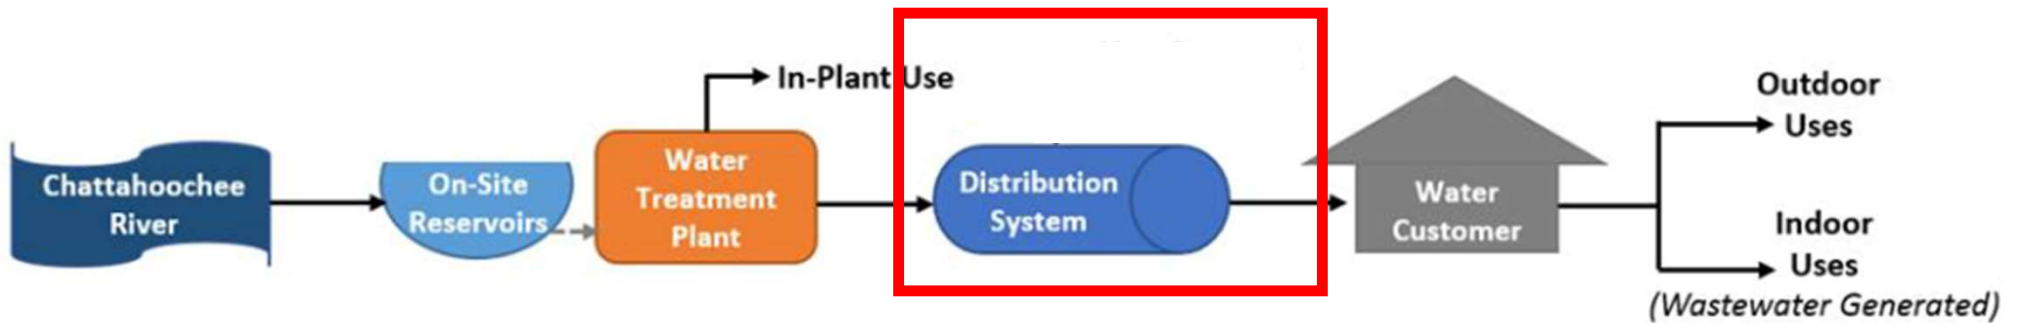 In-Plant Use
Chattahoochee
River
On-Site
Reservoirs
Water
Treatment
Plant
Distribution
System
Water
Customer
Outdoor
Uses
Indoor
Uses
(Wastewater Generated)